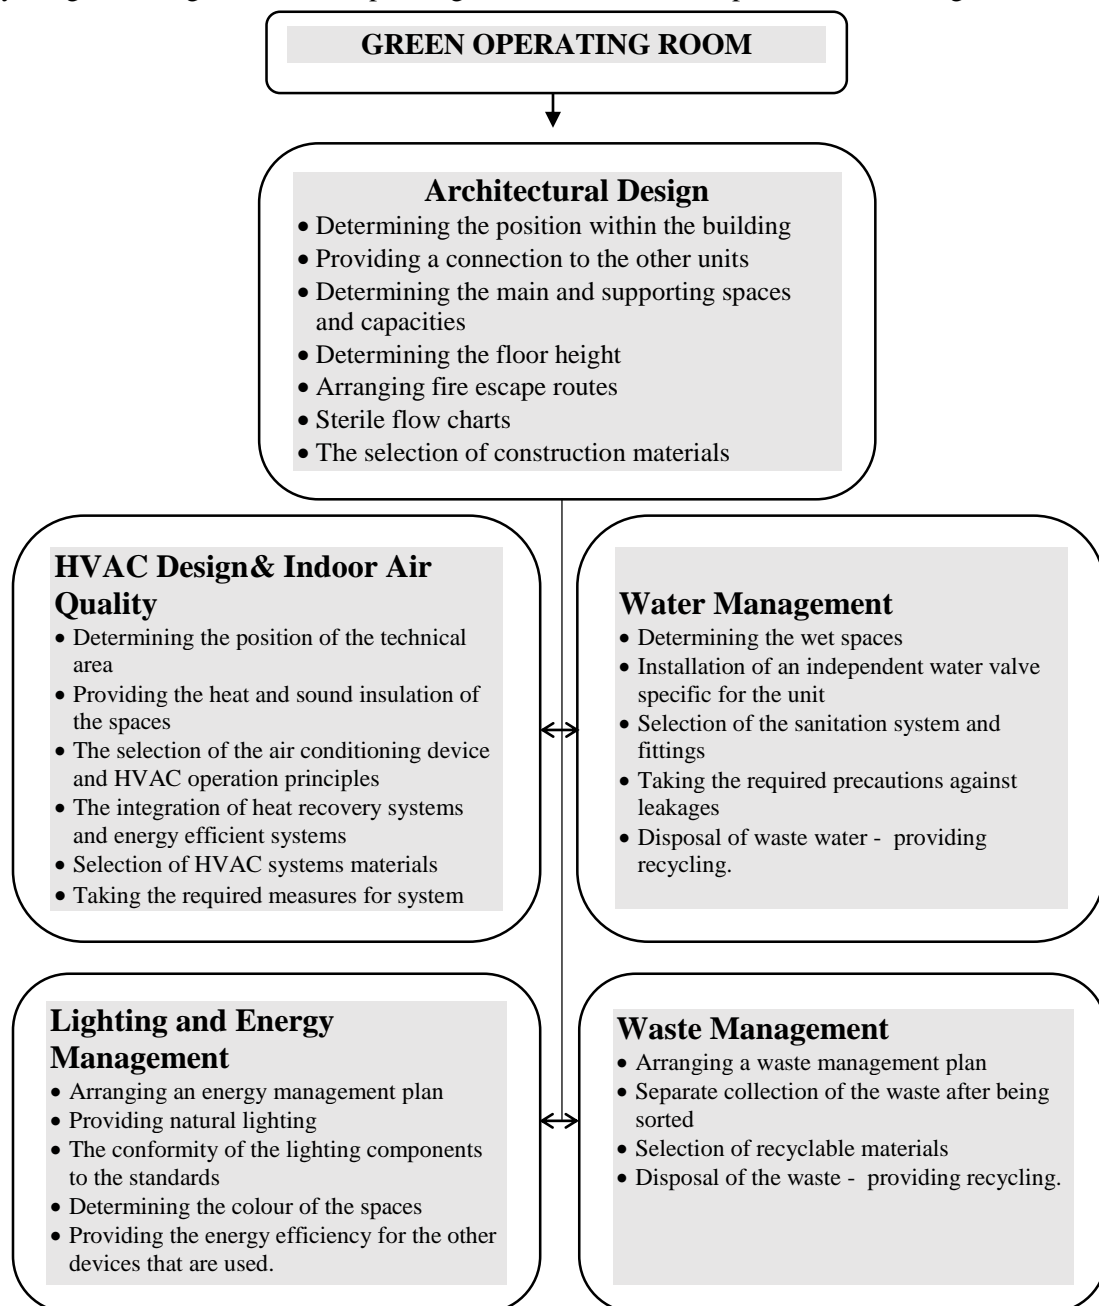 GREEN OPERATING ROOM
Architectural Design
• Determining the position within the building
• Providing a connection to the other units
• Determining the main and supporting spaces
and capacities
• Determining the floor height
• Arranging fire escape routes
• Sterile flow charts
• The selection of construction materials
HVAC Design& Indoor Air
Quality
• Determining the position of the technical
area
• Providing the heat and sound insulation of
the spaces
• The selection of the air conditioning device
and HVAC operation principles
• The integration of heat recovery systems
and energy efficient systems
• Selection of HVAC systems materials
• Taking the required measures for system
Water Management
• Determining the wet spaces
• Installation of an independent water valve
specific for the unit
• Selection of the sanitation system and
fittings
• Taking the required precautions against
leakages
• Disposal of waste water - providing
recycling.
Lighting and Energy
Management
• Arranging an energy management plan
• Providing natural lighting
• The conformity of the lighting components
to the standards
• Determining the colour of the spaces
• Providing the energy efficiency for the other
devices that are used.
Waste Management
• Arranging a waste management plan
• Separate collection of the waste after being
sorted
• Selection of recyclable materials
• Disposal of the waste - providing recycling.